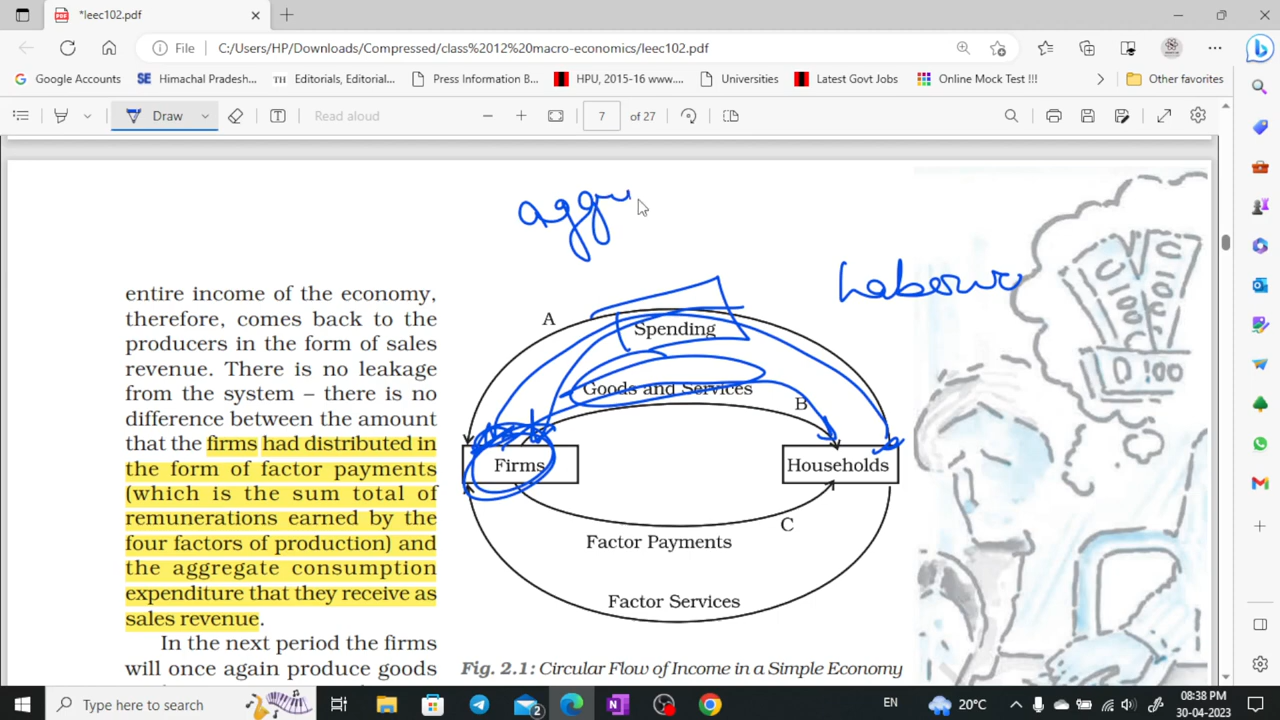 *leec102.pdf
File C:/Users/HP/Downloads/Compressed/class%2012%20macro-economics/leec102.pdf
Google Accounts SE Himachal Pradesh... TH Editorials, Editorial... Press Information B... HPU, 2015-16 www.... Universities Latest Govt Jobs Online Mock Test !!! Other favorites
Draw Read aloud 7 of 27
aggr
Labour
entire income of the economy,
therefore, comes back to the
producers in the form of sales
revenue. There is no leakage
from the system – there is no
difference between the amount
that the firms had distributed in
the form of factor payments
(which is the sum total of
remunerations earned by the
four factors of production) and
the aggregate consumption
expenditure that they receive as
sales revenue.
In the next period the firms
will once again produce goods
A
Spending
Goods and Services
B
Firms
Households
C
Factor Payments
Factor Services
Fig. 2.1: Circular Flow of Income in a Simple Economy
Type here to search
2
20°C
EN
08:38 PM
30-04-2023